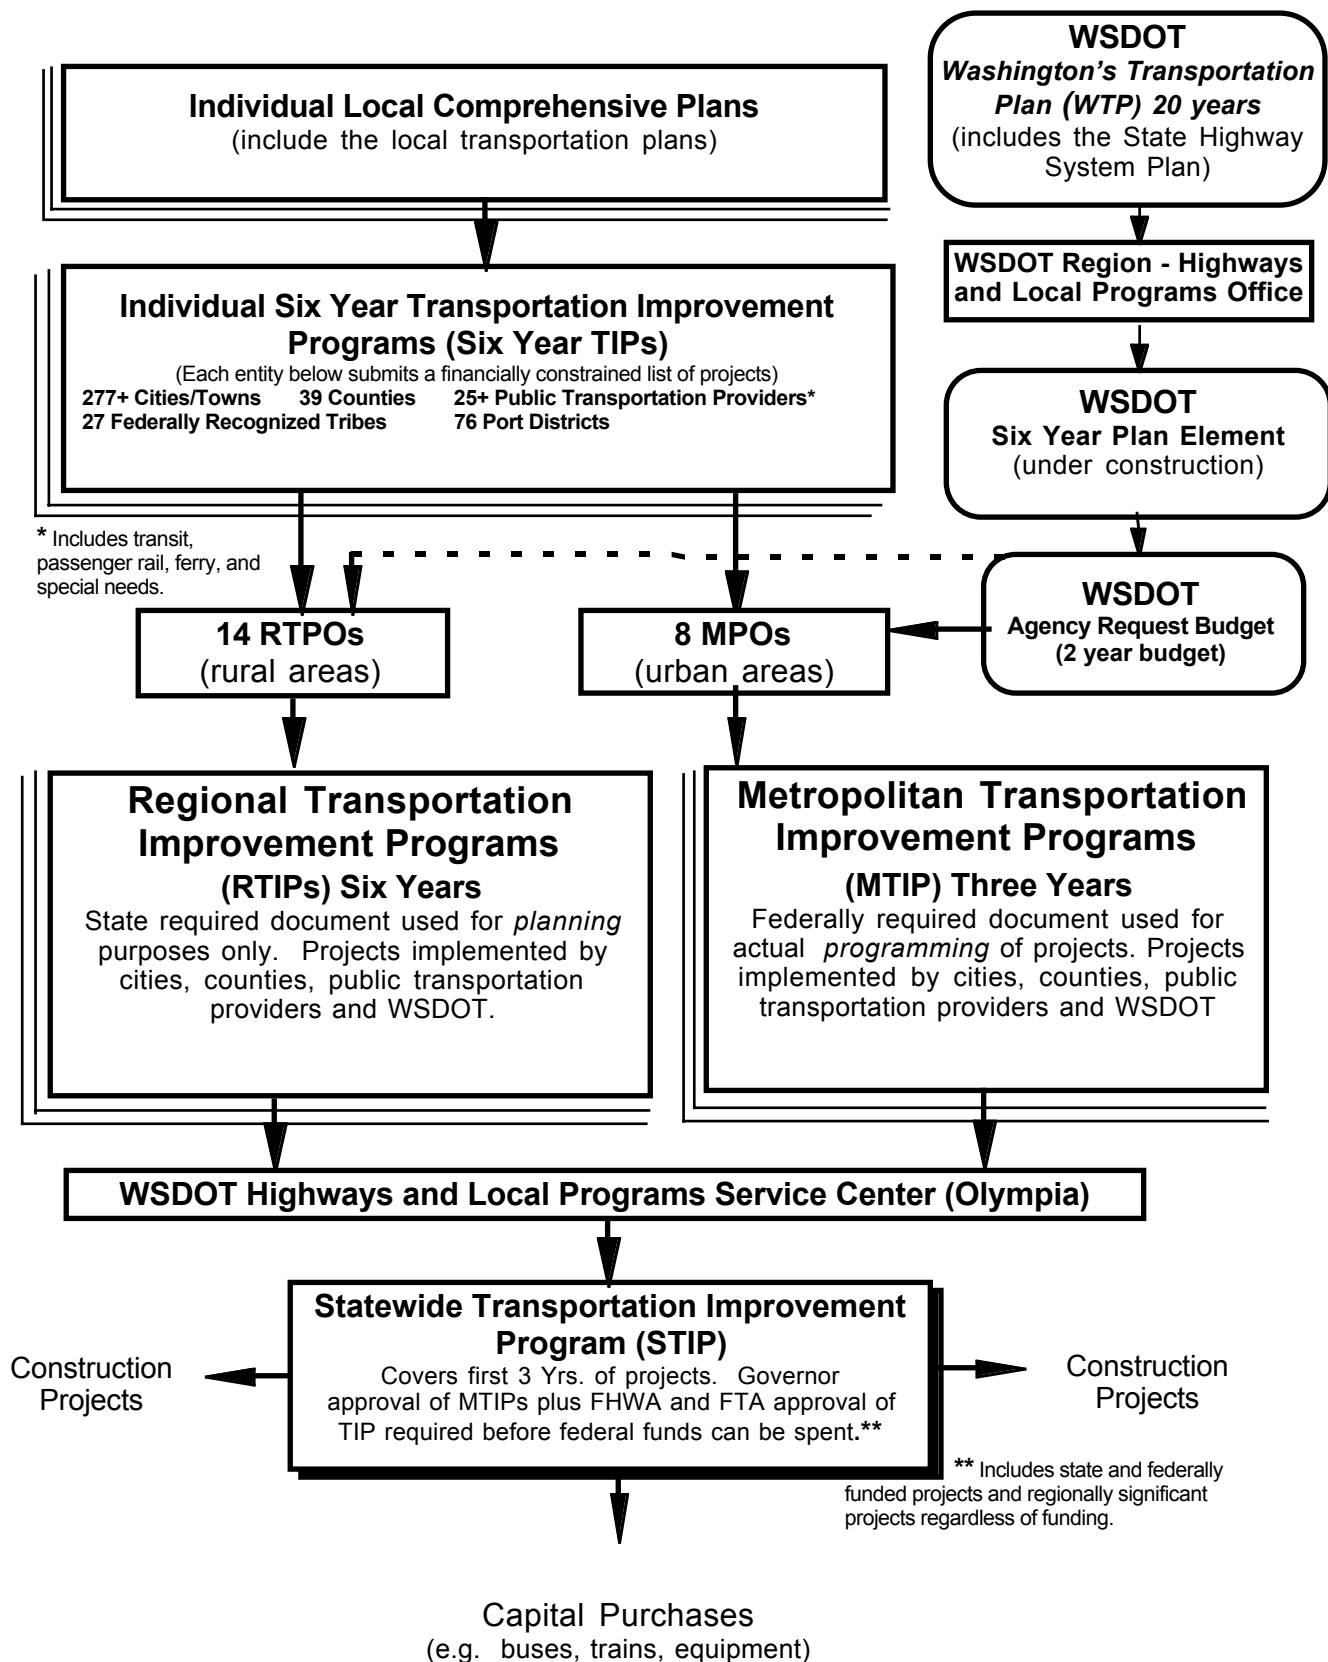 Individual Local Comprehensive Plans
(include the local transportation plans)
WSDOT
Washington's Transportation
Plan (WTP) 20 years
(includes the State Highway
System Plan)
WSDOT Region - Highways
and Local Programs Office
Individual Six Year Transportation Improvement
Programs (Six Year TIPs)
(Each entity below submits a financially constrained list of projects)
277+ Cities/Towns 39 Counties 25+ Public Transportation Providers*
27 Federally Recognized Tribes 76 Port Districts
WSDOT
Six Year Plan Element
(under construction)
* Includes transit,
passenger rail, ferry, and
special needs.
WSDOT
Agency Request Budget
(2 year budget)
14 RTPOs
(rural areas)
8 MPOs
(urban areas)
Regional Transportation
Improvement Programs
(RTIPs) Six Years
State required document used for planning
purposes only. Projects implemented by
cities, counties, public transportation
providers and WSDOT.
Metropolitan Transportation
Improvement Programs
(MTIP) Three Years
Federally required document used for
actual programming of projects. Projects
implemented by cities, counties, public
transportation providers and WSDOT
WSDOT Highways and Local Programs Service Center (Olympia)
Statewide Transportation Improvement
Program (STIP)
Covers first 3 Yrs. of projects. Governor
approval of MTIPs plus FHWA and FTA approval of
TIP required before federal funds can be spent.**
Construction
Projects
Construction
Projects
** Includes state and federally
funded projects and regionally significant
projects regardless of funding.
Capital Purchases
(e.g. buses, trains, equipment)